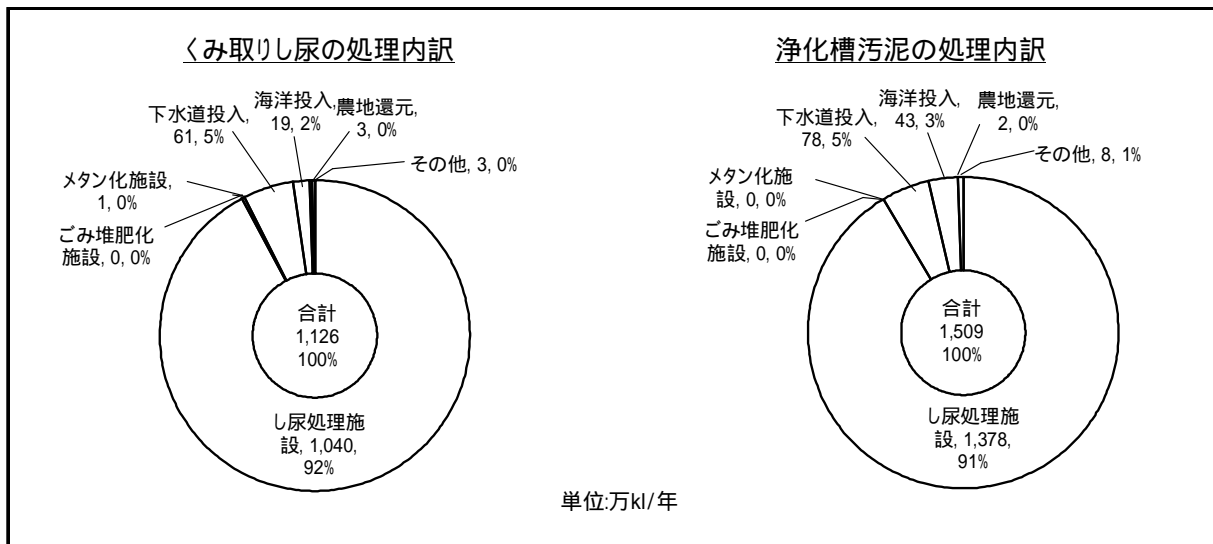 くみ取りし尿の処理内訳
下水道投入,
61, 5%
海洋投入,
19, 2%
農地還元,
3, 0%
その他, 3, 0%
メタン化施設,
1, 0%
ごみ堆肥化
施設, 0, 0%
合計
1,126
100%
し尿処理施
設, 1,040,
92%
浄化槽汚泥の処理内訳
下水道投入,
78, 5%
海洋投入,
43, 3%
農地還元,
2, 0%
その他, 8, 1%
メタン化施
設, 0, 0%
ごみ堆肥化
施設, 0, 0%
合計
1,509
100%
し尿処理施
設, 1,378,
91%
単位:万kl/年